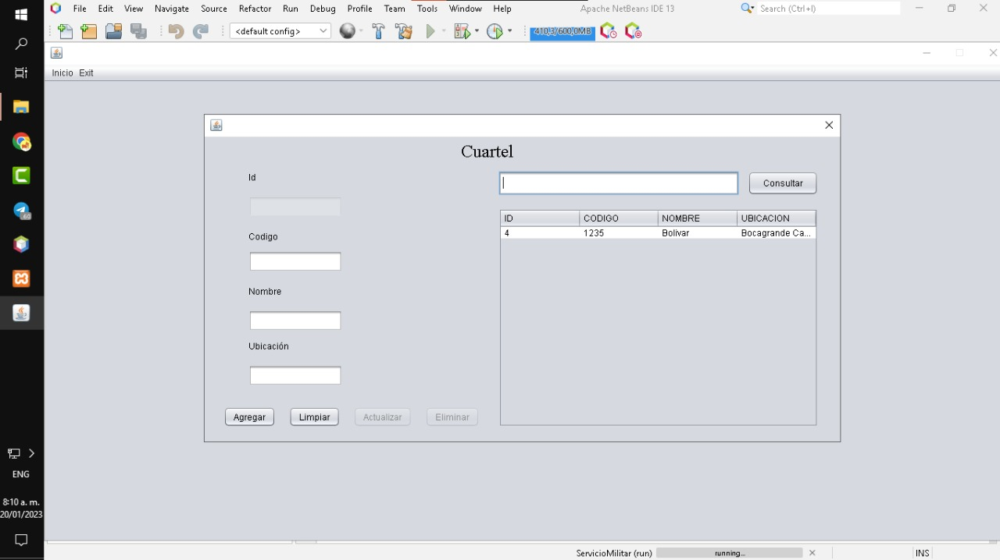 File Edit View Navigate Source Refactor Run Debug Profile Team Tools Window Help Apache NetBeans IDE 13 Search (Ctrl+I)
<default config> 410,3/600,0MB
Inicio Exit
Cuartel
Id
Consultar
ID CODIGO NOMBRE UBICACION
4 1235 Bolivar Bocagrande Ca...
Codigo
Nombre
Ubicación
Agregar Limpiar Actualizar Eliminar
60
ENG
8:10 a. m.
20/01/2023
ServicioMilitar (run) running... INS